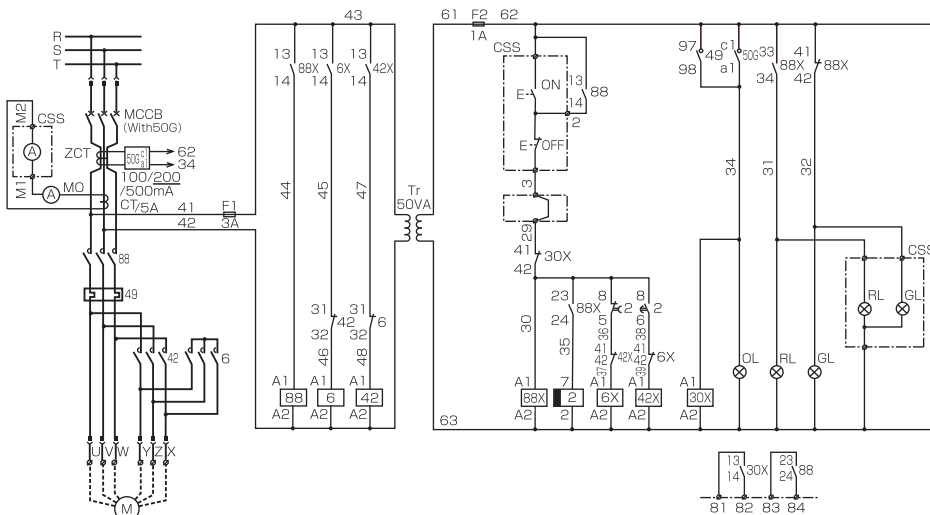 R
S
T
M2
CSS
A
M1
A
MO
MCCB
(With50G)
ZCT
50G
c1
a1
62
34
100/200
/500mA
CT/5A
41
42
F1
3A
88
49
42
6
U V W Y Z X
M
43
13
14
88X
13
14
6X
13
14
42X
44
45
47
31
32
42
31
32
6
46
48
A1
88
A2
A1
6
A2
A1
42
A2
Tr
50VA
61
F2
1A
62
CSS
E
ON
13
14
88
2
E
OFF
3
29
41
42
30X
30
23
24
88X
35
8
5
2
36
41
42
42X
37
8
6
2
38
41
42
6X
39
A1
88X
A2
7
2
2
A1
6X
A2
A1
42X
A2
63
97
98
49
c1
a1
50G
33
34
88X
41
42
88X
34
31
32
A1
30X
A2
OL
RL
GL
CSS
RL
GL
13
14
30X
23
24
88
81 82 83 84